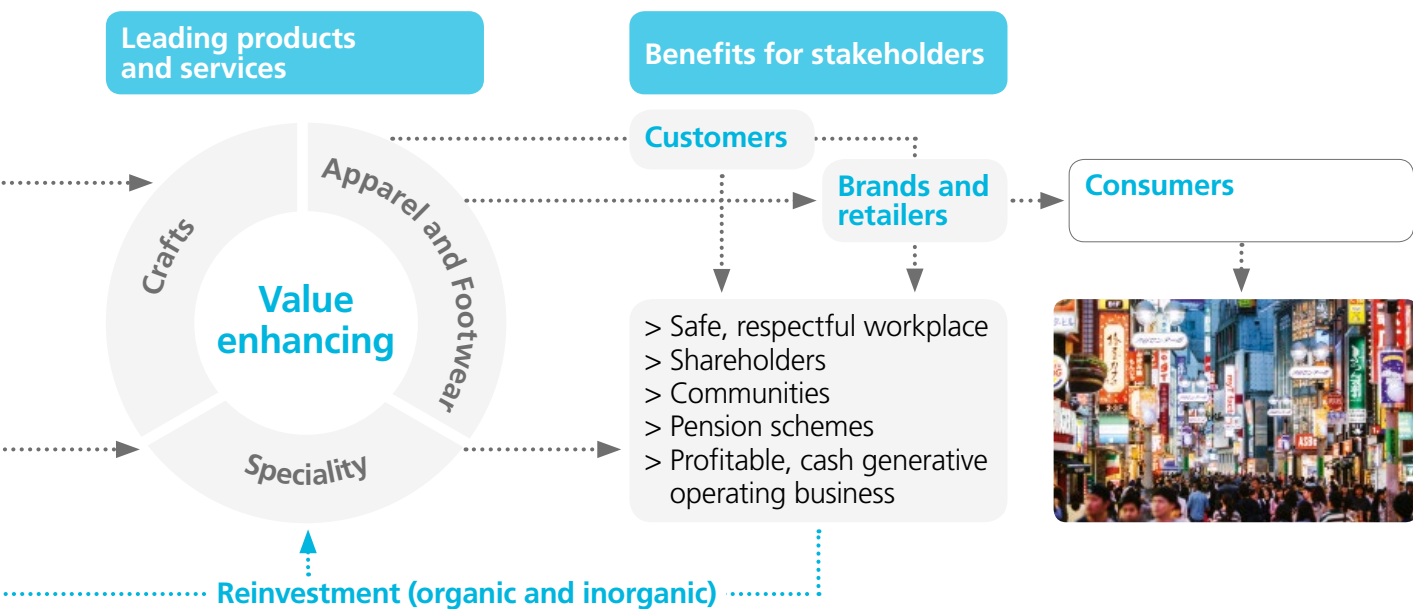 Leading products
and services
Benefits for stakeholders
Customers
Brands and
retailers
Consumers
Crafts
Apparel and Footwear
Speciality
Value
enhancing
> Safe, respectful workplace
> Shareholders
> Communities
> Pension schemes
> Profitable, cash generative
operating business
Reinvestment (organic and inorganic)